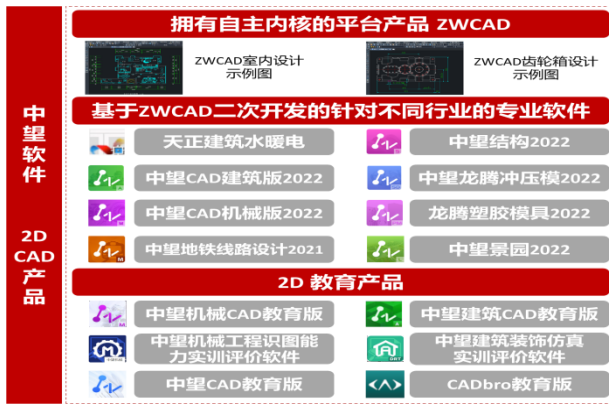 中望软件 2D CAD 产品
拥有自主内核的平台产品 ZWCAD
ZWCAD室内设计
示例图
ZWCAD齿轮箱设计
示例图
基于ZWCAD二次开发的针对不同行业的专业软件
天正建筑水暖电
中望结构2022
中望CAD建筑版2022
中望龙腾冲压模2022
中望CAD机械版2022
龙腾塑胶模具2022
中望地铁线路设计2021
中望景园2022
2D 教育产品
中望机械CAD教育版
中望建筑CAD教育版
中望机械工程识图能
力实训评价软件
中望建筑装饰仿真
实训评价软件
中望CAD教育版
CADbro教育版